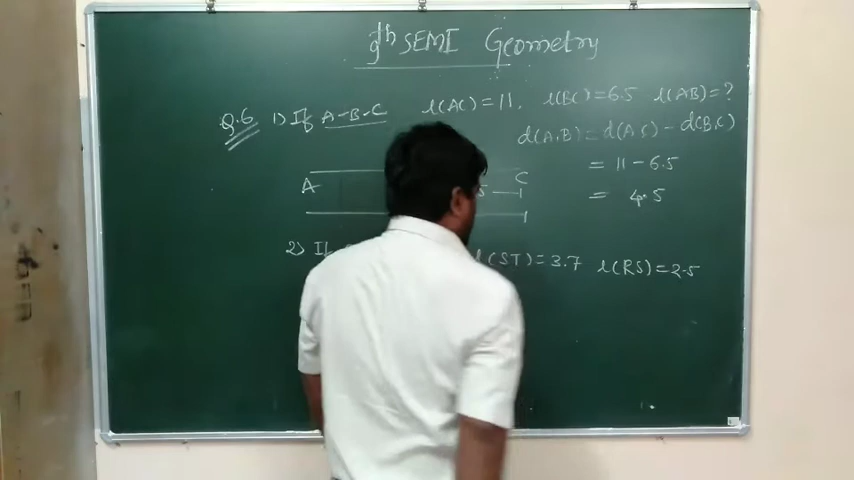 9th SEMI Geometry
Q.6 1) If A-B-C l(AC)=11. l(BC)=6.5 l(AB)=?
d(A,B)=d(A,C)-d(B,C)
= 11-6.5
= 4.5
A C
2) If l(ST)=3.7 l(RS)=2.5